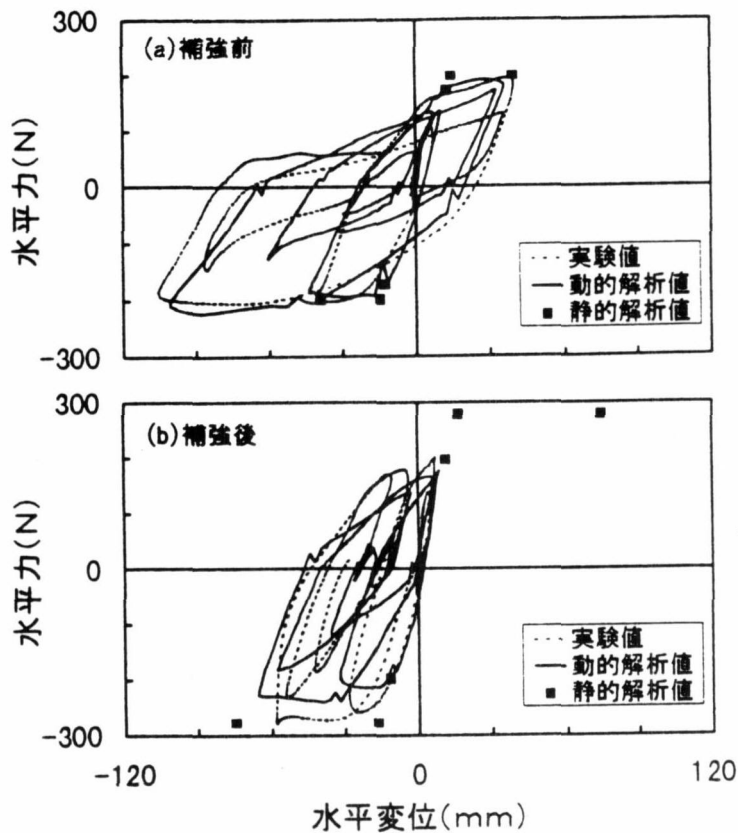 300
(a)補強前
0
水平力(N)
実験値
動的解析値
静的解析値
-300
300
(b)補強後
0
水平力(N)
実験値
動的解析値
静的解析値
-300
-120
0
120
水平変位(mm)